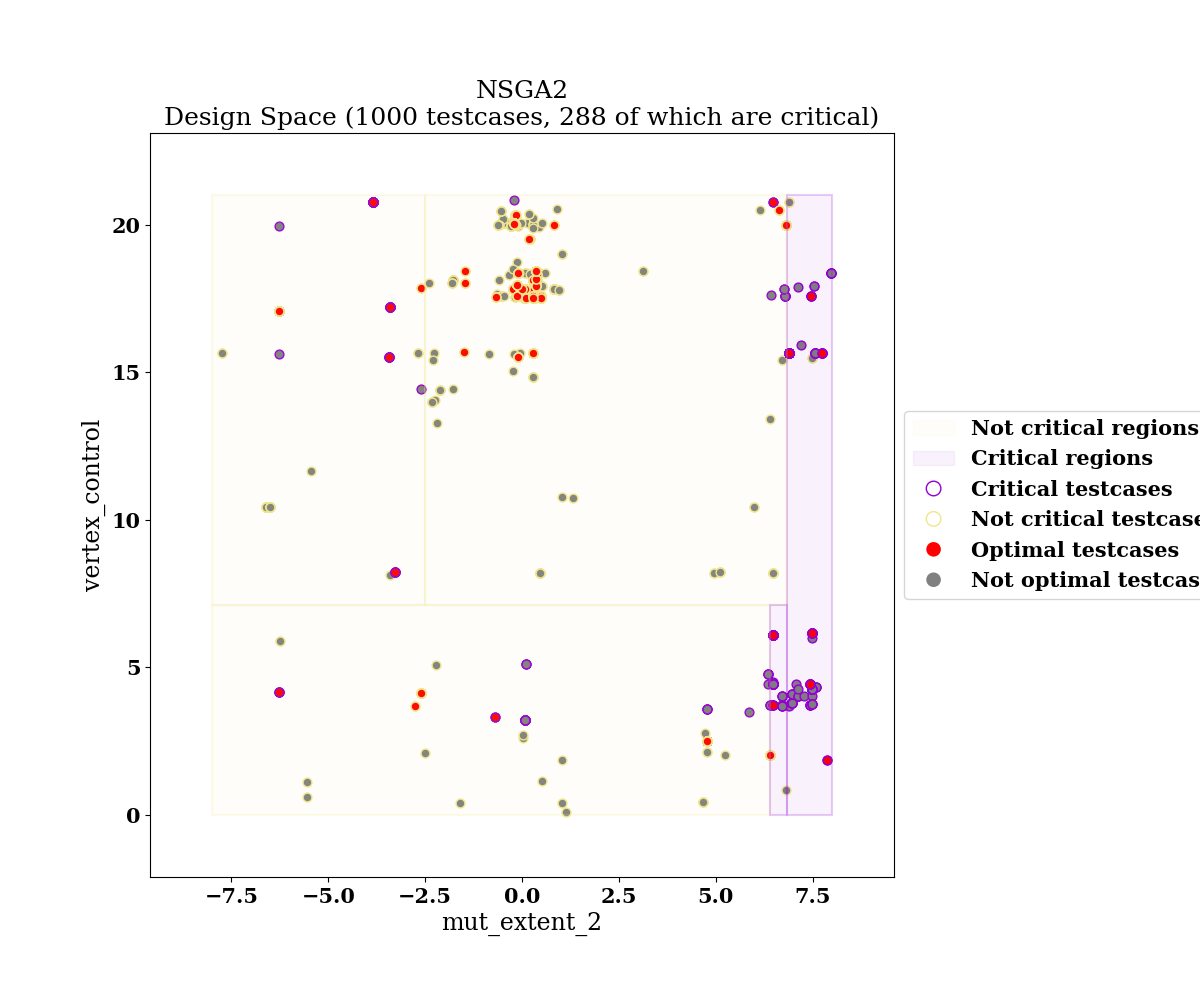 NSGA2
Design Space (1000 testcases, 288 of which are critical)
vertex_control
20
15
10
5
0
−7.5 −5.0 −2.5 0.0 2.5 5.0 7.5
mut_extent_2
Not critical regions
Critical regions
Critical testcases
Not critical testcase
Optimal testcases
Not optimal testcas